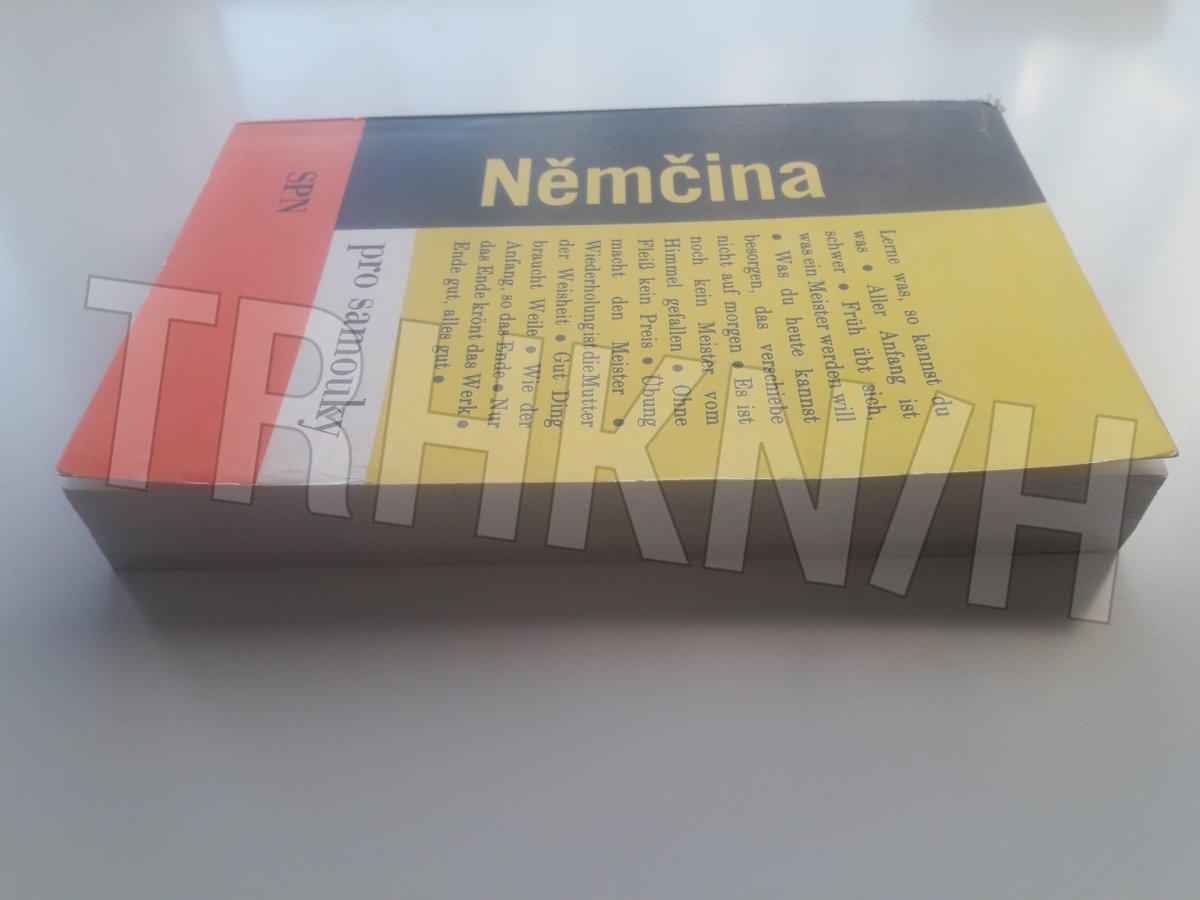 Němčina
Lerne was, so kannst du
was • Aller Anfang ist
schwer • Früh übt sich,
was ein Meister werden will
• Was du heute kannst
besorgen, das verschiebe
nicht auf morgen • Es ist
noch kein Meister vom
Himmel gefallen • Ohne
Fleiß kein Preis • Übung
macht den Meister •
Wiederholung ist die Mutter
der Weisheit • Gut Ding
braucht Weile • Wie der
Anfang, so das Ende • Nur
das Ende krönt das Werk •
Ende gut, alles gut •
pro samouky
SPN
TRHKNIH